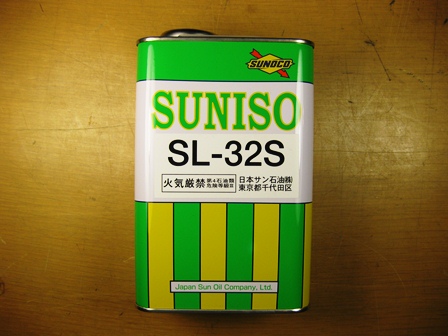 SUNOCO
SUNISO
SL-32S
火気厳禁 第4石油類 危険等級Ⅲ
日本サン石油㈱
東京都千代田区
Japan Sun Oil Company, Ltd.